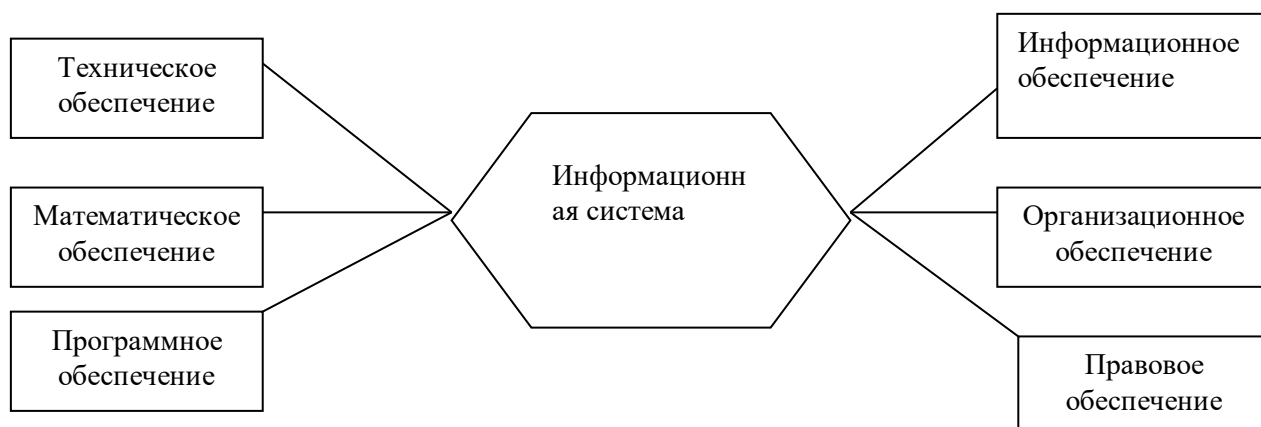 Техническое
обеспечение
Математическое
обеспечение
Программное
обеспечение
Информационн
ая система
Информационное
обеспечение
Организационное
обеспечение
Правовое
обеспечение